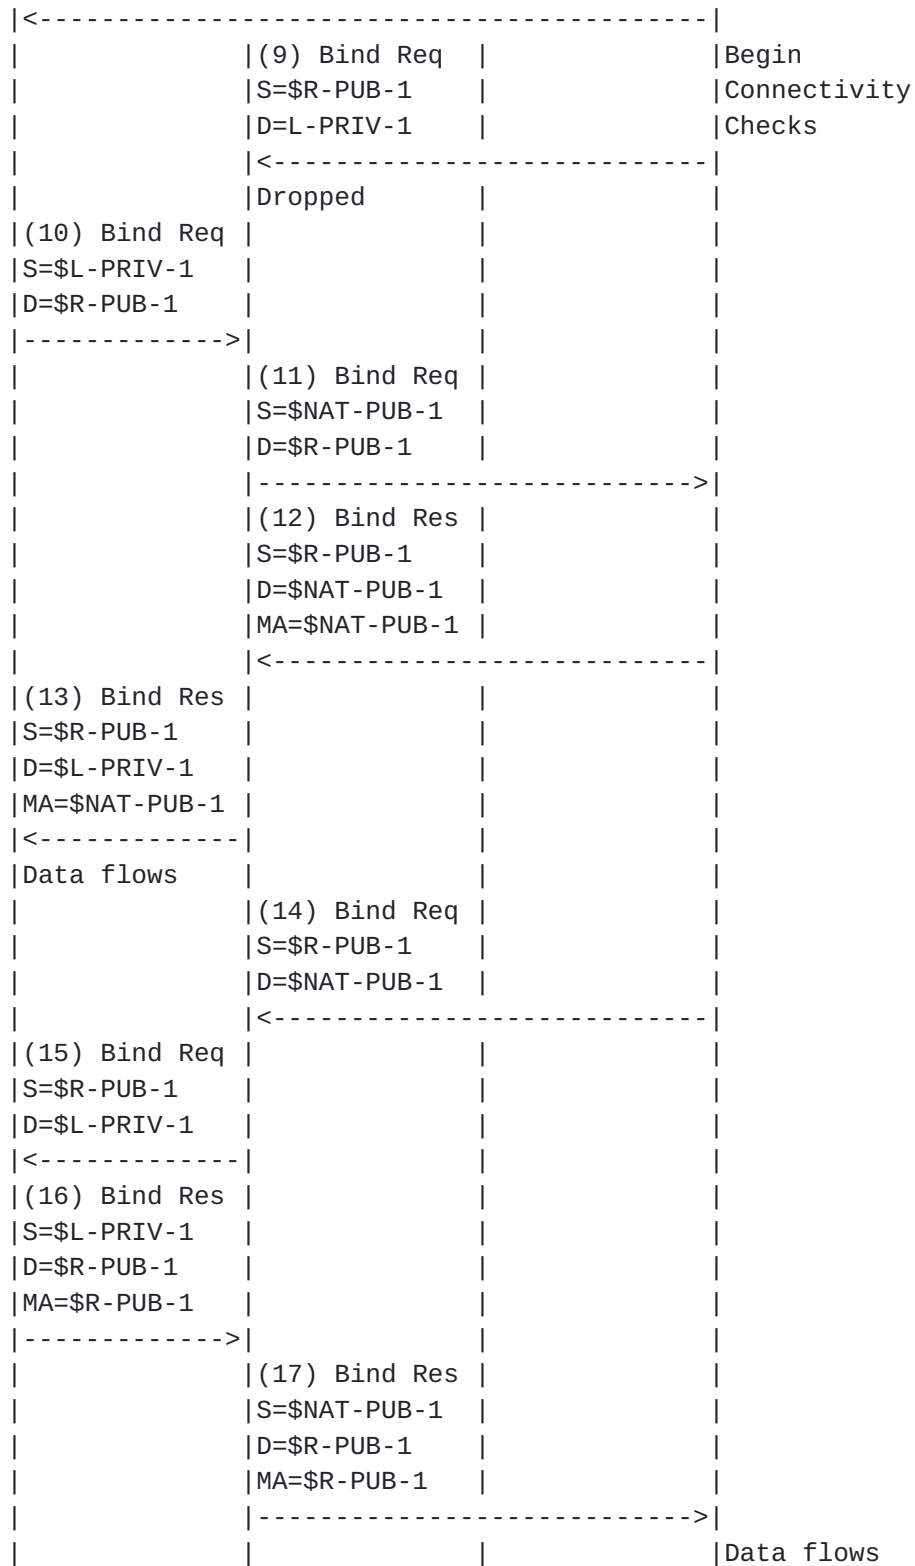 |<-------------------------------------------|
|              |(9) Bind Req  |              |Begin
|              |S=$R-PUB-1    |              |Connectivity
|              |D=L-PRIV-1    |              |Checks
|              |<----------------------------|
|              |Dropped       |              |
|(10) Bind Req |              |              |
|S=$L-PRIV-1   |              |              |
|D=$R-PUB-1    |              |              |
|------------->|              |              |
|              |(11) Bind Req |              |
|              |S=$NAT-PUB-1  |              |
|              |D=$R-PUB-1    |              |
|              |---------------------------->|
|              |(12) Bind Res |              |
|              |S=$R-PUB-1    |              |
|              |D=$NAT-PUB-1  |              |
|              |MA=$NAT-PUB-1 |              |
|              |<----------------------------|
|(13) Bind Res |              |              |
|S=$R-PUB-1    |              |              |
|D=$L-PRIV-1   |              |              |
|MA=$NAT-PUB-1 |              |              |
|<-------------|              |              |
|Data flows    |              |              |
|              |(14) Bind Req |              |
|              |S=$R-PUB-1    |              |
|              |D=$NAT-PUB-1  |              |
|              |<----------------------------|
|(15) Bind Req |              |              |
|S=$R-PUB-1    |              |              |
|D=$L-PRIV-1   |              |              |
|<-------------|              |              |
|(16) Bind Res |              |              |
|S=$L-PRIV-1   |              |              |
|D=$R-PUB-1    |              |              |
|MA=$R-PUB-1   |              |              |
|------------->|              |              |
|              |(17) Bind Res |              |
|              |S=$NAT-PUB-1  |              |
|              |D=$R-PUB-1    |              |
|              |MA=$R-PUB-1   |              |
|              |---------------------------->|
|              |              |              |Data flows